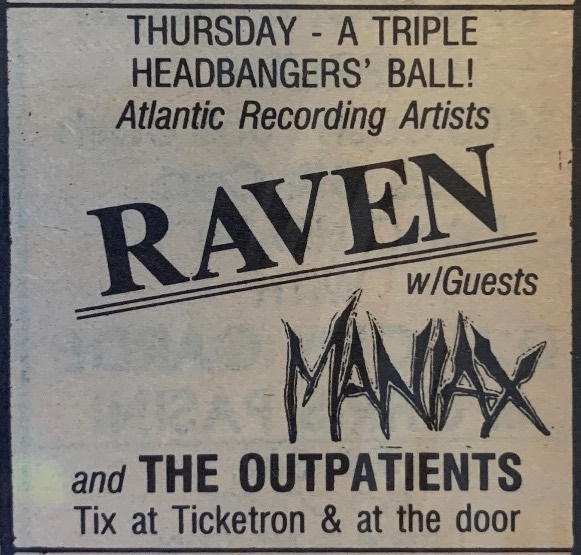 THURSDAY - A TRIPLE
HEADBANGERS' BALL!
Atlantic Recording Artists
RAVEN
w/Guests
MANIAX
and THE OUTPATIENTS
Tix at Ticketron & at the door